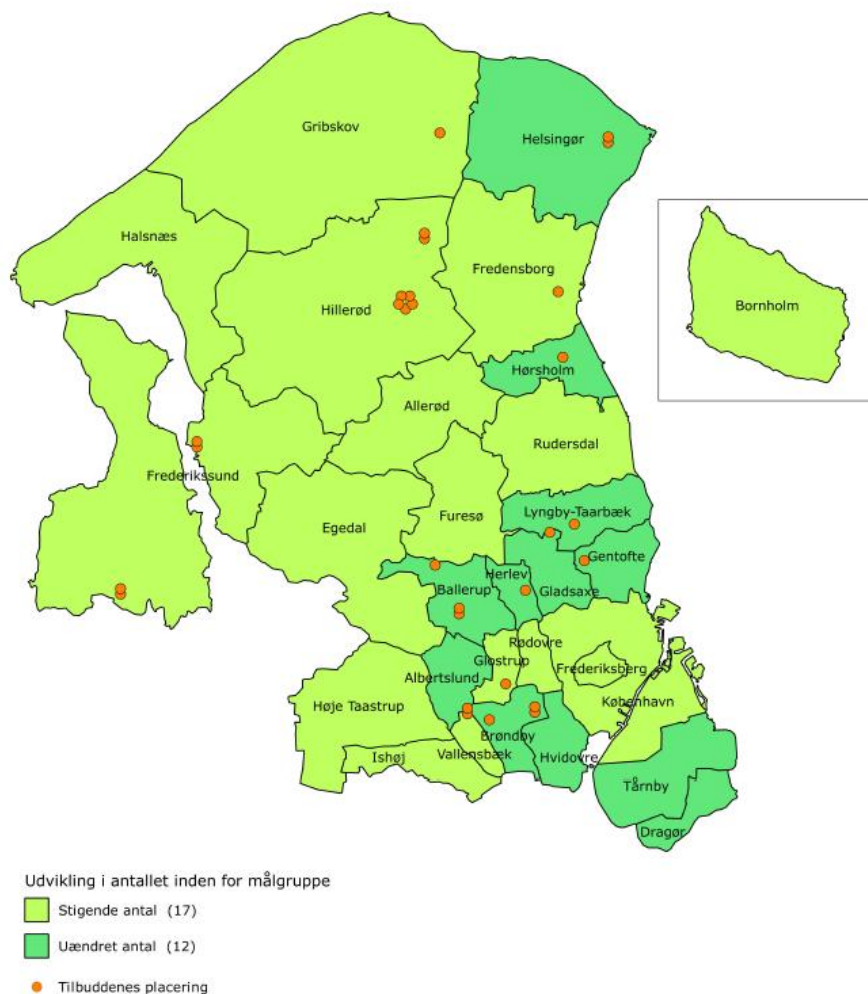 Gribskov
Helsingør
Halsnæs
Fredensborg
Hillerød
Bornholm
Hørsholm
Allerød
Rudersdal
Frederikssund
Egedal
Furesø
Lyngby-Taarbæk
Gentofte
Herlev
Ballerup
Gladsaxe
Rødovre
Glostrup
Frederiksberg
Albertslund
København
Høje Taastrup
Brøndby
Vallensbæk
Ishøj
Hvidovre
Tårnby
Dragør
Udvikling i antallet inden for målgruppe
Stigende antal (17)
Uændret antal (12)
Tilbuddenes placering